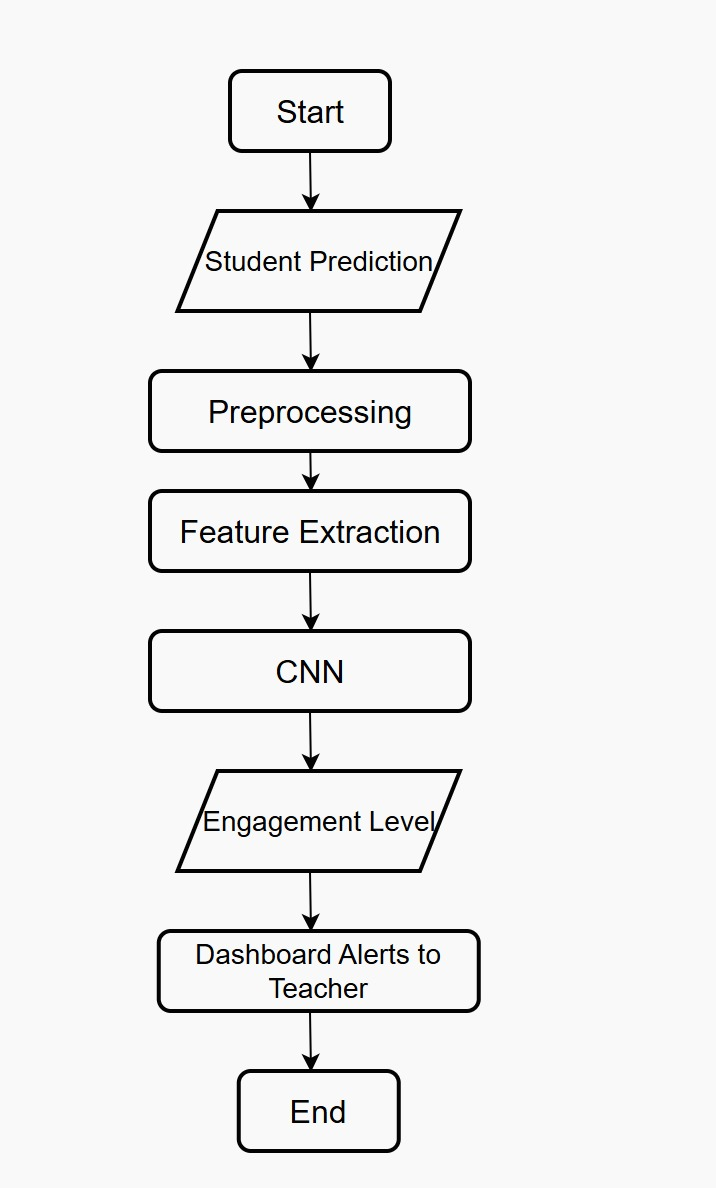 Start
Student Prediction
Preprocessing
Feature Extraction
CNN
Engagement Level
Dashboard Alerts to
Teacher
End